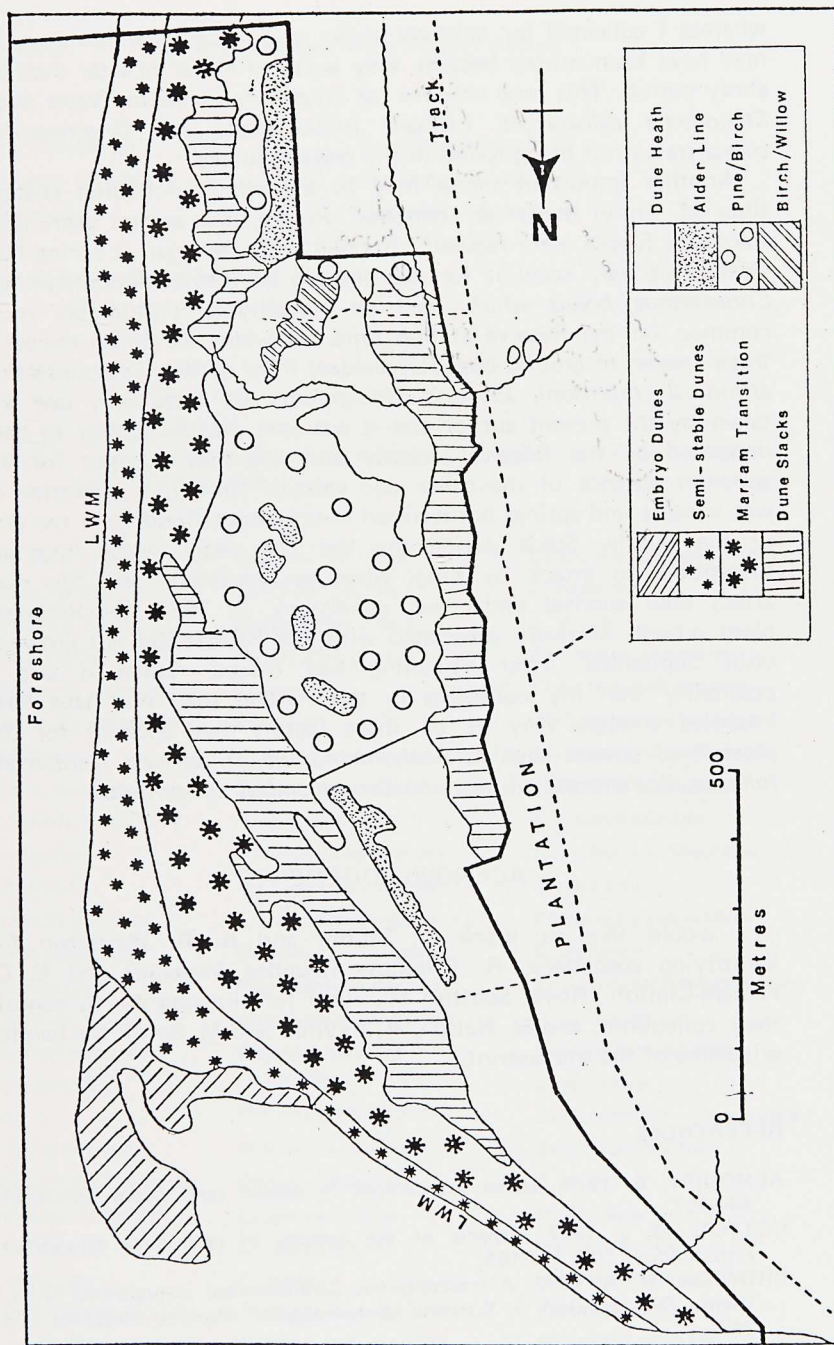 Foreshore
LWM
LWM
TRACK
PLANTATION
N
0
500
Metres
Embryo Dunes
Semi-stable Dunes
Marram Transition
Dune Slacks
Dune Heath
Alder/Pine
Pine/Birch
Birch/Willow